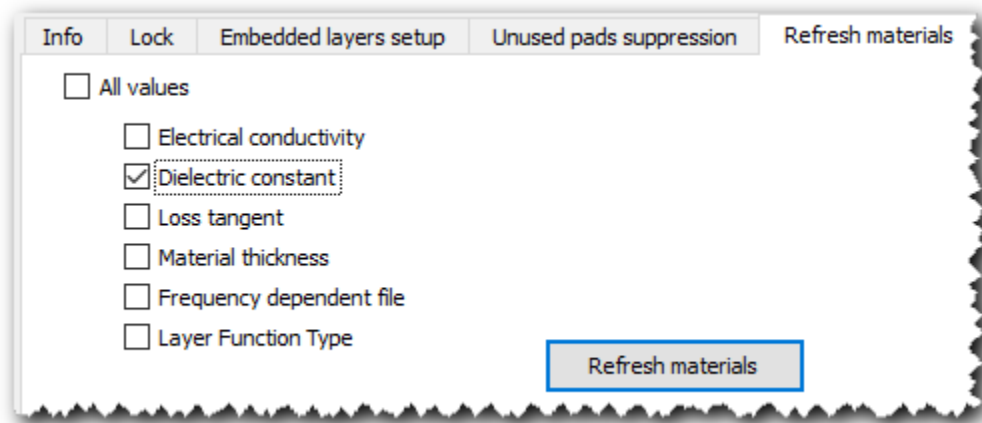 Info Lock Embedded layers setup Unused pads suppression Refresh materials
All values
Electrical conductivity
Dielectric constant
Loss tangent
Material thickness
Frequency dependent file
Layer Function Type
Refresh materials